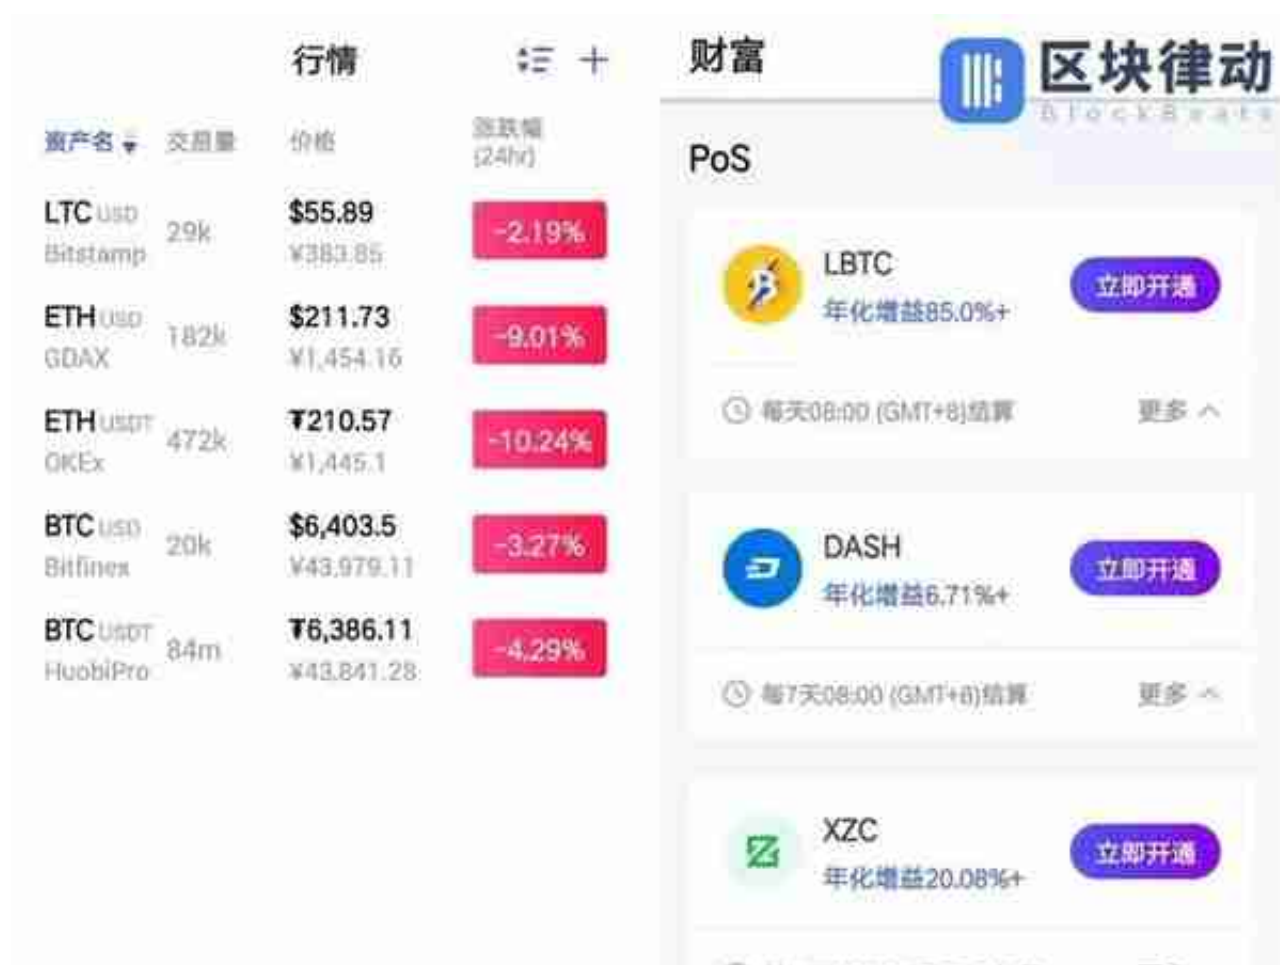 行情
资产名 交易量 价格 涨跌幅
(24hr)
LTC USD 29k $55.89 -2.19%
Bitstamp ¥383.85
ETH USD 182k $211.73 -9.01%
GDAX ¥1,454.16
ETH USDT 472k ₮210.57 -10.24%
OKEx ¥1,445.1
BTC USD 20k $6,403.5 -3.27%
Bitfinex ¥43,979.11
BTC USDT 84m ₮6,386.11 -4.29%
HuobiPro ¥43,841.28
财富
区块律动
BlockBeats
PoS
LBTC
年化增益85.0%+
立即开通
每天08:00 (GMT+8)结算 更多
DASH
年化增益6.71%+
立即开通
每7天08:00 (GMT+8)结算 更多
XZC
年化增益20.08%+
立即开通